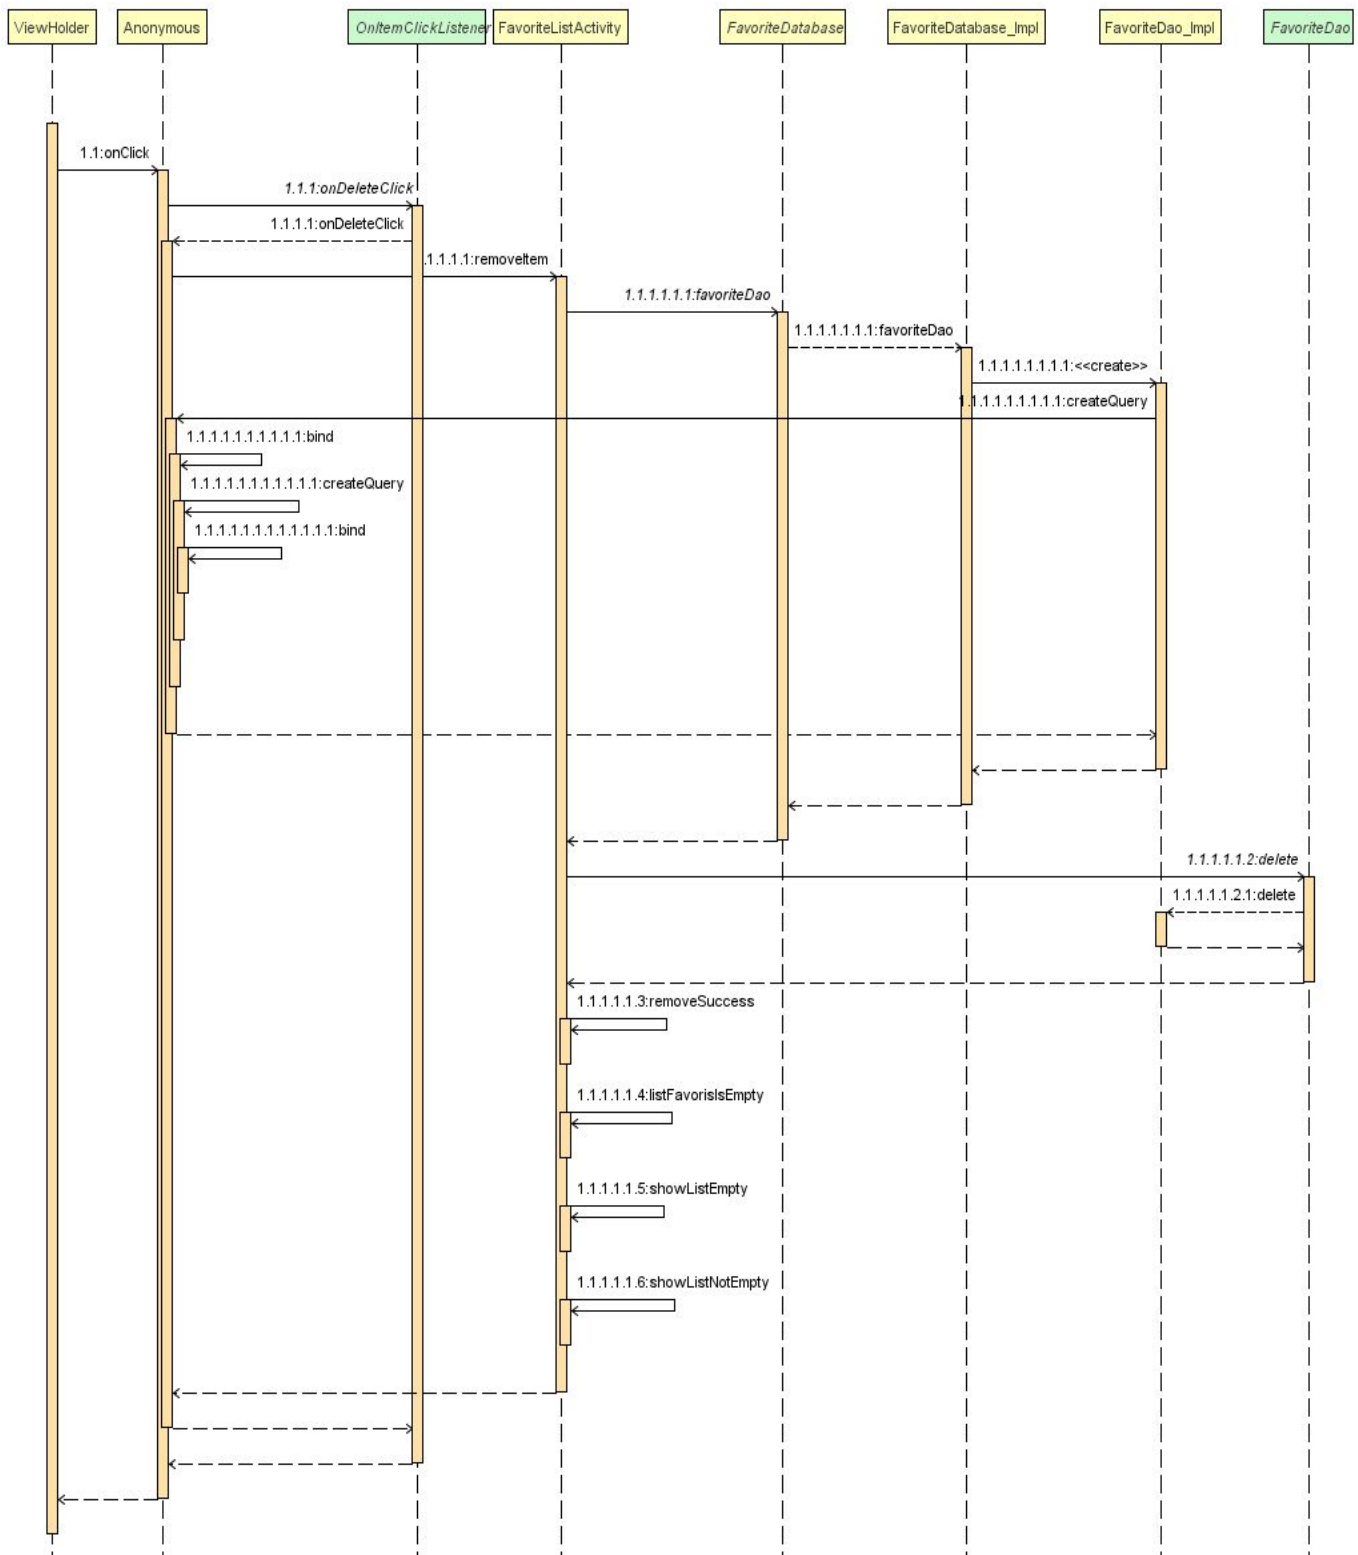 ViewHolder
Anonymous
OnItemClickListener
FavoriteListActivity
FavoriteDatabase
FavoriteDatabase_Impl
FavoriteDao_Impl
FavoriteDao
1.1:onClick
1.1.1:onDeleteClick
1.1.1.1:onDeleteClick
.1.1.1.1:removeItem
1.1.1.1.1.1:favoriteDao
1.1.1.1.1.1.1:favoriteDao
1.1.1.1.1.1.1.1:<<create>>
1.1.1.1.1.1.1.1.1:createQuery
1.1.1.1.1.1.1.1.1.1:bind
1.1.1.1.1.1.1.1.1.1.1:createQuery
1.1.1.1.1.1.1.1.1.1.1.1:bind
1.1.1.1.1.2:delete
1.1.1.1.1.2.1:delete
1.1.1.1.1.3:removeSuccess
1.1.1.1.1.4:listFavorisIsEmpty
1.1.1.1.1.5:showListEmpty
1.1.1.1.1.6:showListNotEmpty